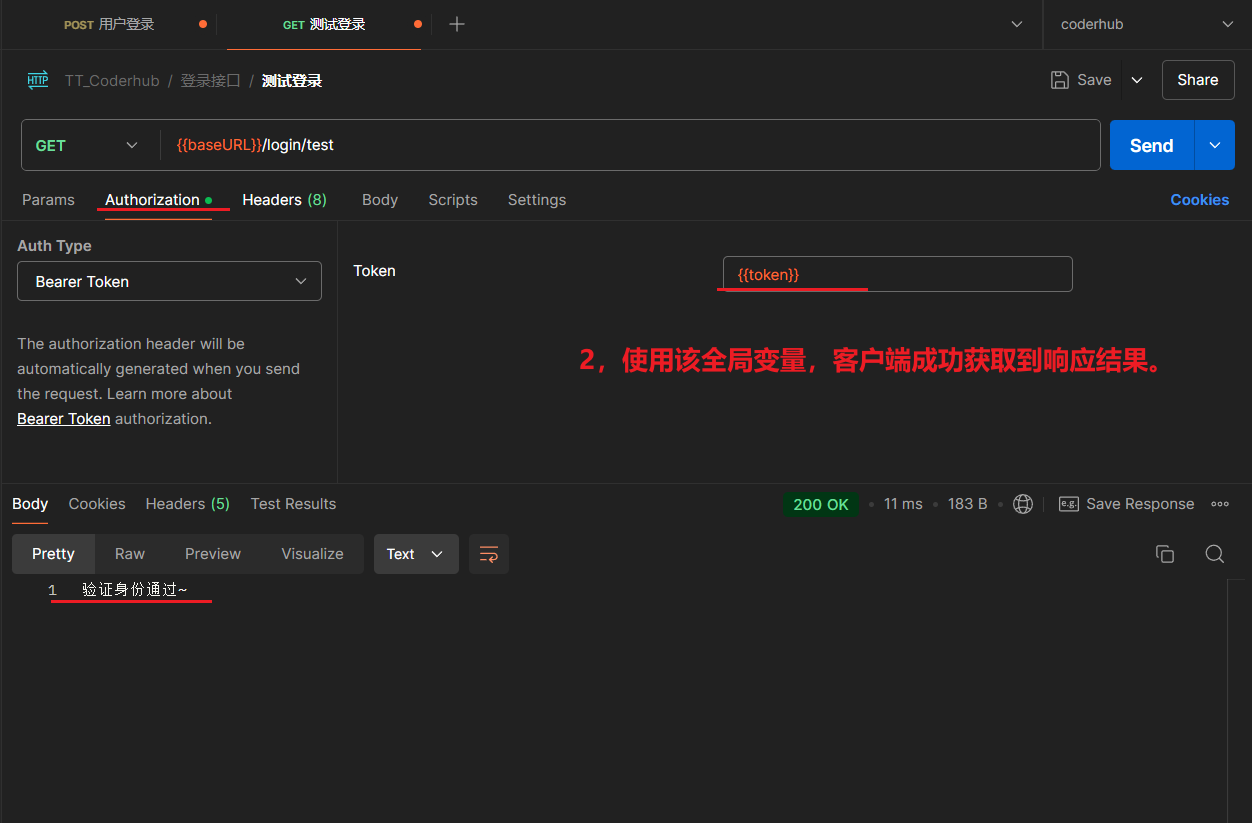 POST 用户登录 GET 测试登录 coderhub
HTTP TT_Coderhub / 登录接口 / 测试登录 Save Share
GET {{baseURL}}/login/test Send
Params Authorization Headers (8) Body Scripts Settings Cookies
Auth Type
Bearer Token
Token {{token}}
The authorization header will be
automatically generated when you send
the request. Learn more about
Bearer Token authorization.
2，使用该全局变量，客户端成功获取到响应结果。
Body Cookies Headers (5) Test Results 200 OK 11 ms 183 B e.g. Save Response
Pretty Raw Preview Visualize Text
1 验证身份通过~